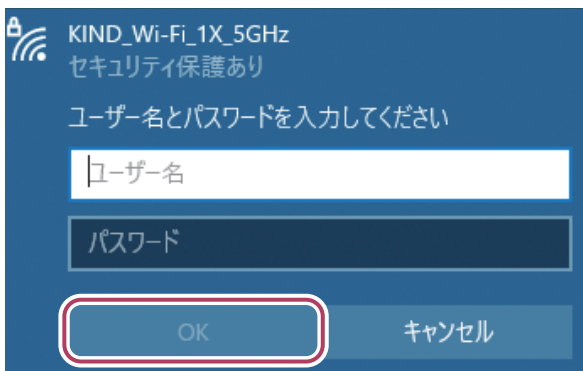 KIND_Wi-Fi_1X_5GHz
セキュリティ保護あり
ユーザー名とパスワードを入力してください
ユーザー名
パスワード
OK キャンセル